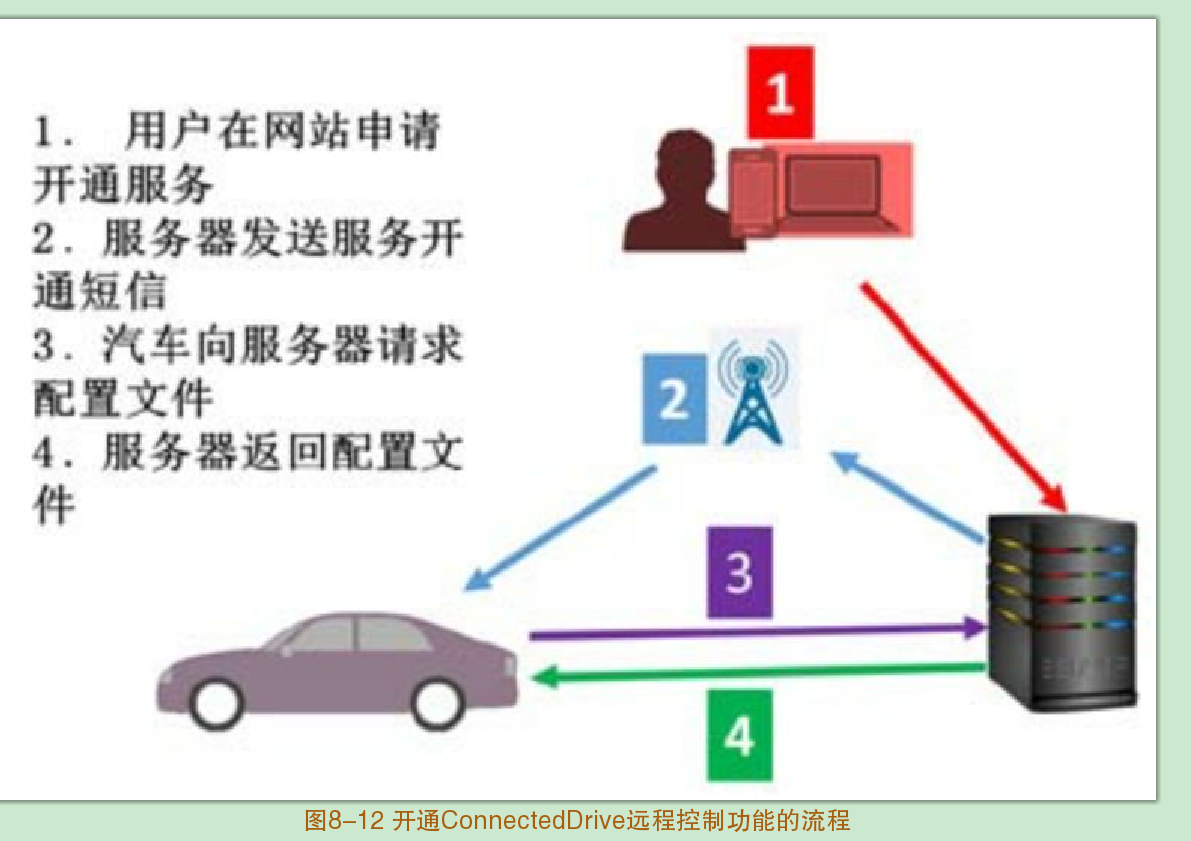 1. 用户在网站申请
开通服务
2. 服务器发送服务开
通短信
3. 汽车向服务器请求
配置文件
4. 服务器返回配置文
件
1
2
3
4
图8-12 开通ConnectedDrive远程控制功能的流程